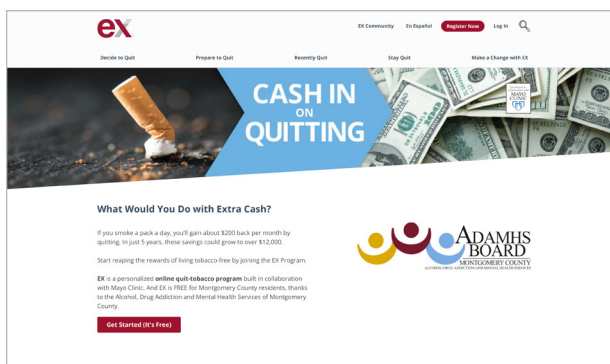 ex
EX Community En Español Register Now Log In
Decide to Quit Prepare to Quit Recently Quit Stay Quit Make a Change with EX
CASH IN
ON
QUITTING
MAYO
CLINIC
What Would You Do with Extra Cash?
If you smoke a pack a day, you'll gain about $200 back per month by
quitting. In just 5 years, these savings could grow to over $12,000.
Start reaping the rewards of living tobacco-free by joining the EX Program.
EX is a personalized online quit-tobacco program built in collaboration
with Mayo Clinic. And EX is FREE for Montgomery County residents, thanks
to the Alcohol, Drug Addiction and Mental Health Services of Montgomery
County.
Get Started (It's Free)
ADAMHS
BOARD
MONTGOMERY COUNTY
ALCOHOL, DRUG ADDICTION AND MENTAL HEALTH SERVICES